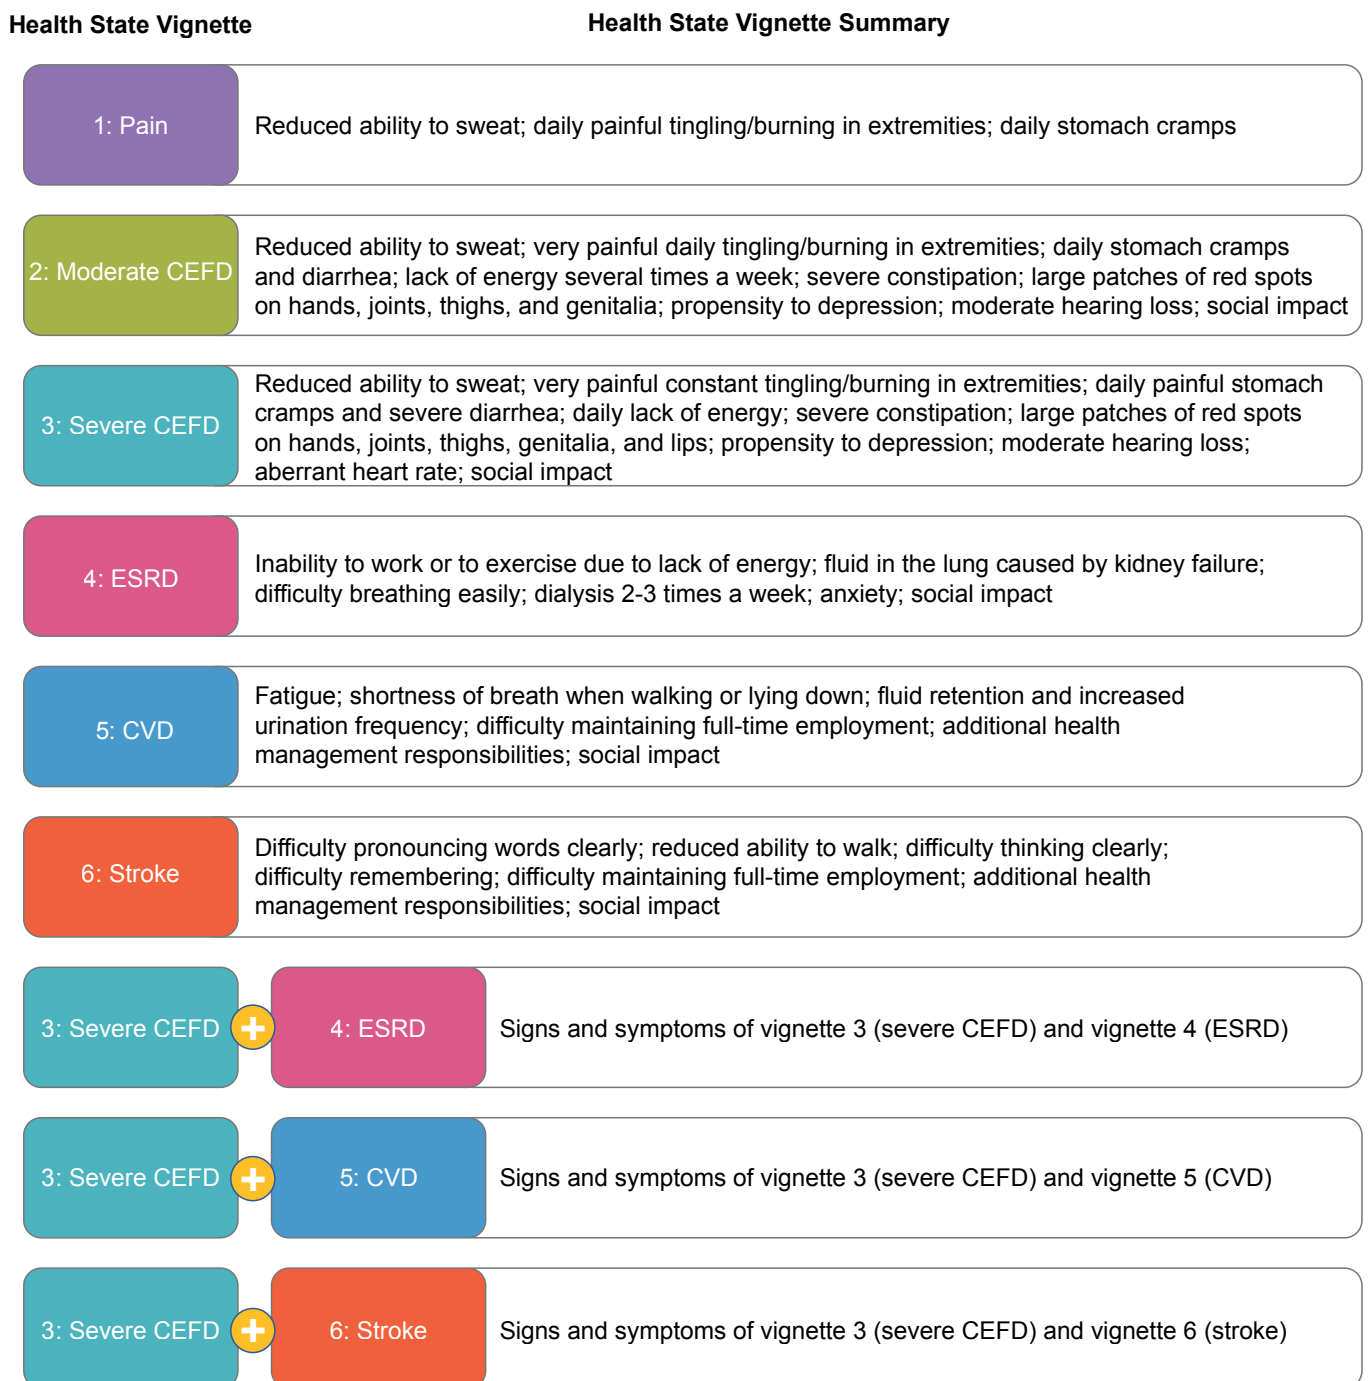 Health State Vignette
Health State Vignette Summary
1: Pain
Reduced ability to sweat; daily painful tingling/burning in extremities; daily stomach cramps
2: Moderate CEFD
Reduced ability to sweat; very painful daily tingling/burning in extremities; daily stomach cramps
and diarrhea; lack of energy several times a week; severe constipation; large patches of red spots
on hands, joints, thighs, and genitalia; propensity to depression; moderate hearing loss; social impact
3: Severe CEFD
Reduced ability to sweat; very painful constant tingling/burning in extremities; daily painful stomach
cramps and severe diarrhea; daily lack of energy; severe constipation; large patches of red spots
on hands, joints, thighs, genitalia, and lips; propensity to depression; moderate hearing loss;
aberrant heart rate; social impact
4: ESRD
Inability to work or to exercise due to lack of energy; fluid in the lung caused by kidney failure;
difficulty breathing easily; dialysis 2-3 times a week; anxiety; social impact
5: CVD
Fatigue; shortness of breath when walking or lying down; fluid retention and increased
urination frequency; difficulty maintaining full-time employment; additional health
management responsibilities; social impact
6: Stroke
Difficulty pronouncing words clearly; reduced ability to walk; difficulty thinking clearly;
difficulty remembering; difficulty maintaining full-time employment; additional health
management responsibilities; social impact
3: Severe CEFD + 4: ESRD
Signs and symptoms of vignette 3 (severe CEFD) and vignette 4 (ESRD)
3: Severe CEFD + 5: CVD
Signs and symptoms of vignette 3 (severe CEFD) and vignette 5 (CVD)
3: Severe CEFD + 6: Stroke
Signs and symptoms of vignette 3 (severe CEFD) and vignette 6 (stroke)